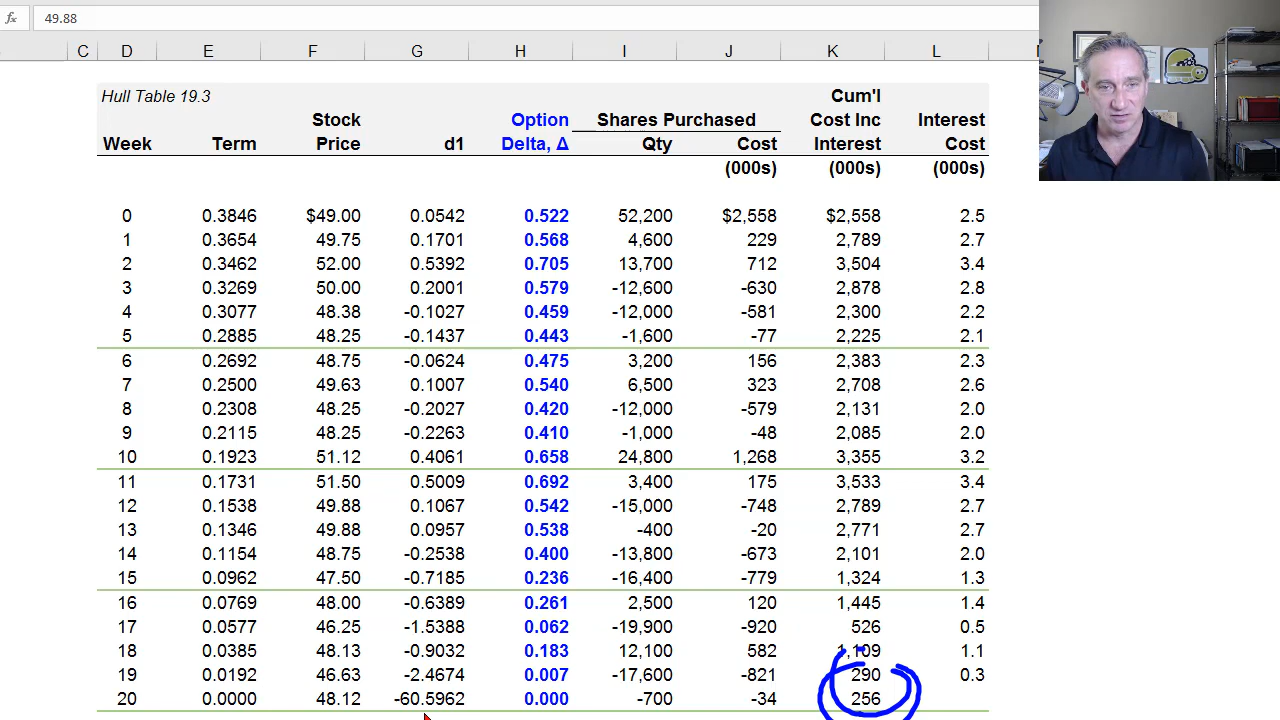 fx 49.88
C D E F G H I J K L
Hull Table 19.3 Cum'l
Stock Option Shares Purchased Cost Inc Interest
Week Term Price d1 Delta, Δ Qty Cost Interest Cost
(000s) (000s) (000s)
0 0.3846 $49.00 0.0542 0.522 52,200 $2,558 $2,558 2.5
1 0.3654 49.75 0.1701 0.568 4,600 229 2,789 2.7
2 0.3462 52.00 0.5392 0.705 13,700 712 3,504 3.4
3 0.3269 50.00 0.2001 0.579 -12,600 -630 2,878 2.8
4 0.3077 48.38 -0.1027 0.459 -12,000 -581 2,300 2.2
5 0.2885 48.25 -0.1437 0.443 -1,600 -77 2,225 2.1
6 0.2692 48.75 -0.0624 0.475 3,200 156 2,383 2.3
7 0.2500 49.63 0.1007 0.540 6,500 323 2,708 2.6
8 0.2308 48.25 -0.2027 0.420 -12,000 -579 2,131 2.0
9 0.2115 48.25 -0.2263 0.410 -1,000 -48 2,085 2.0
10 0.1923 51.12 0.4061 0.658 24,800 1,268 3,355 3.2
11 0.1731 51.50 0.5009 0.692 3,400 175 3,533 3.4
12 0.1538 49.88 0.1067 0.542 -15,000 -748 2,789 2.7
13 0.1346 49.88 0.0957 0.538 -400 -20 2,771 2.7
14 0.1154 48.75 -0.2538 0.400 -13,800 -673 2,101 2.0
15 0.0962 47.50 -0.7185 0.236 -16,400 -779 1,324 1.3
16 0.0769 48.00 -0.6389 0.261 2,500 120 1,445 1.4
17 0.0577 46.25 -1.5388 0.062 -19,900 -920 526 0.5
18 0.0385 48.13 -0.9032 0.183 12,100 582 1,109 1.1
19 0.0192 46.63 -2.4674 0.007 -17,600 -821 290 0.3
20 0.0000 48.12 -60.5962 0.000 -700 -34 256